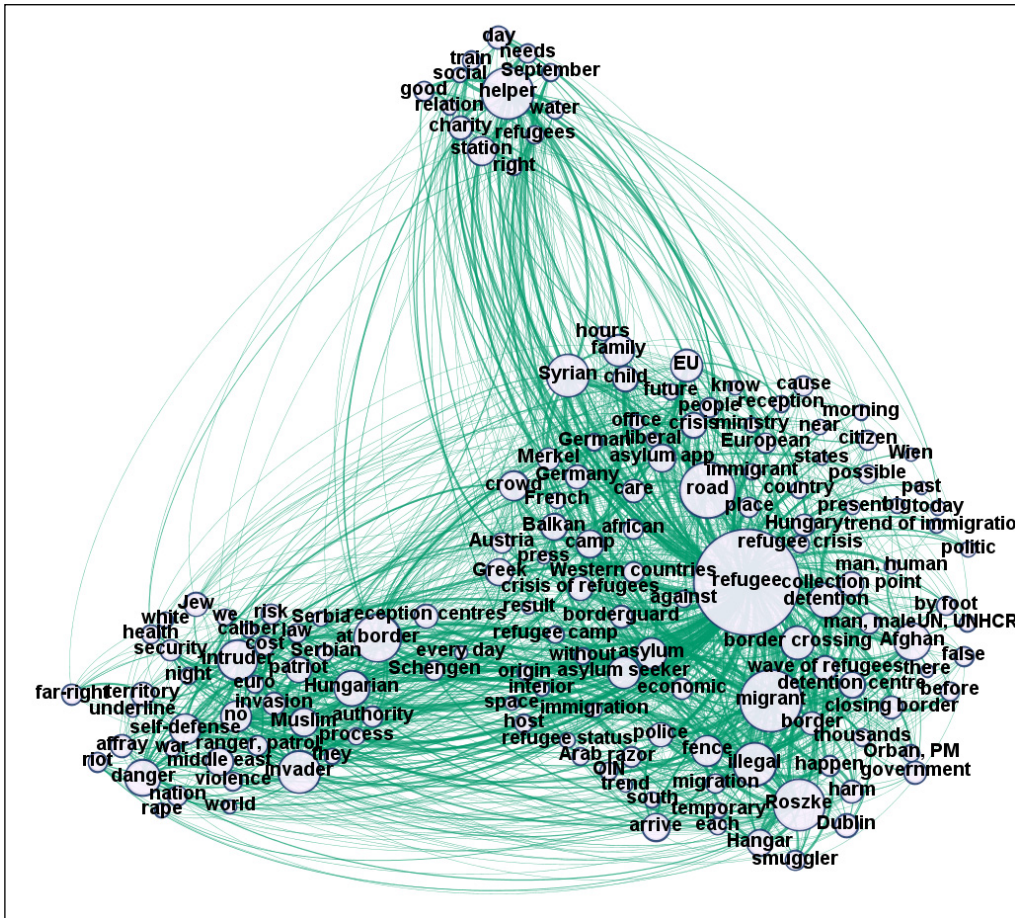 day
needs
train
social
September
good
helper
relation
water
charity
refugees
station
right
hours
family
Syrian
child
EU
future
know
cause
people
reception
office
crisis
ministry
near
morning
German
liberal
European
citizen
Merkel
asylum app
states
Wien
crowd
Germany
immigrant
possible
French
care
road
country
past
place
present
big
today
Balkan
african
Hungary
trend of immigratio
Austria
camp
refugee crisis
politic
press
Greek
Western countries
refugee
man, human
crisis of refugees
against
collection point
detention
result
borderguard
by foot
man, male
UN, UNHCR
refugee camp
border crossing
Afghan
without
asylum
false
origin
asylum seeker
wave of refugees
there
interior
economic
migrant
detention centre
before
space
immigration
closing border
host
border
thousands
refugee status
police
Orban, PM
Arab
razor
fence
illegal
happen
government
OIN
trend
migration
harm
south
temporary
Roszke
arrive
each
Dublin
Hangar
smuggler
Jew
white
we
risk
Serbia
reception centres
health
caliber
law
at border
security
cost
Serbian
every day
Intruder
patriot
Schengen
night
euro
Hungarian
far-right
territory
invasion
underline
no
Muslim
authority
self-defense
process
affray
war
ranger, patrol
they
riot
middle east
danger
violence
Invader
nation
rape
world